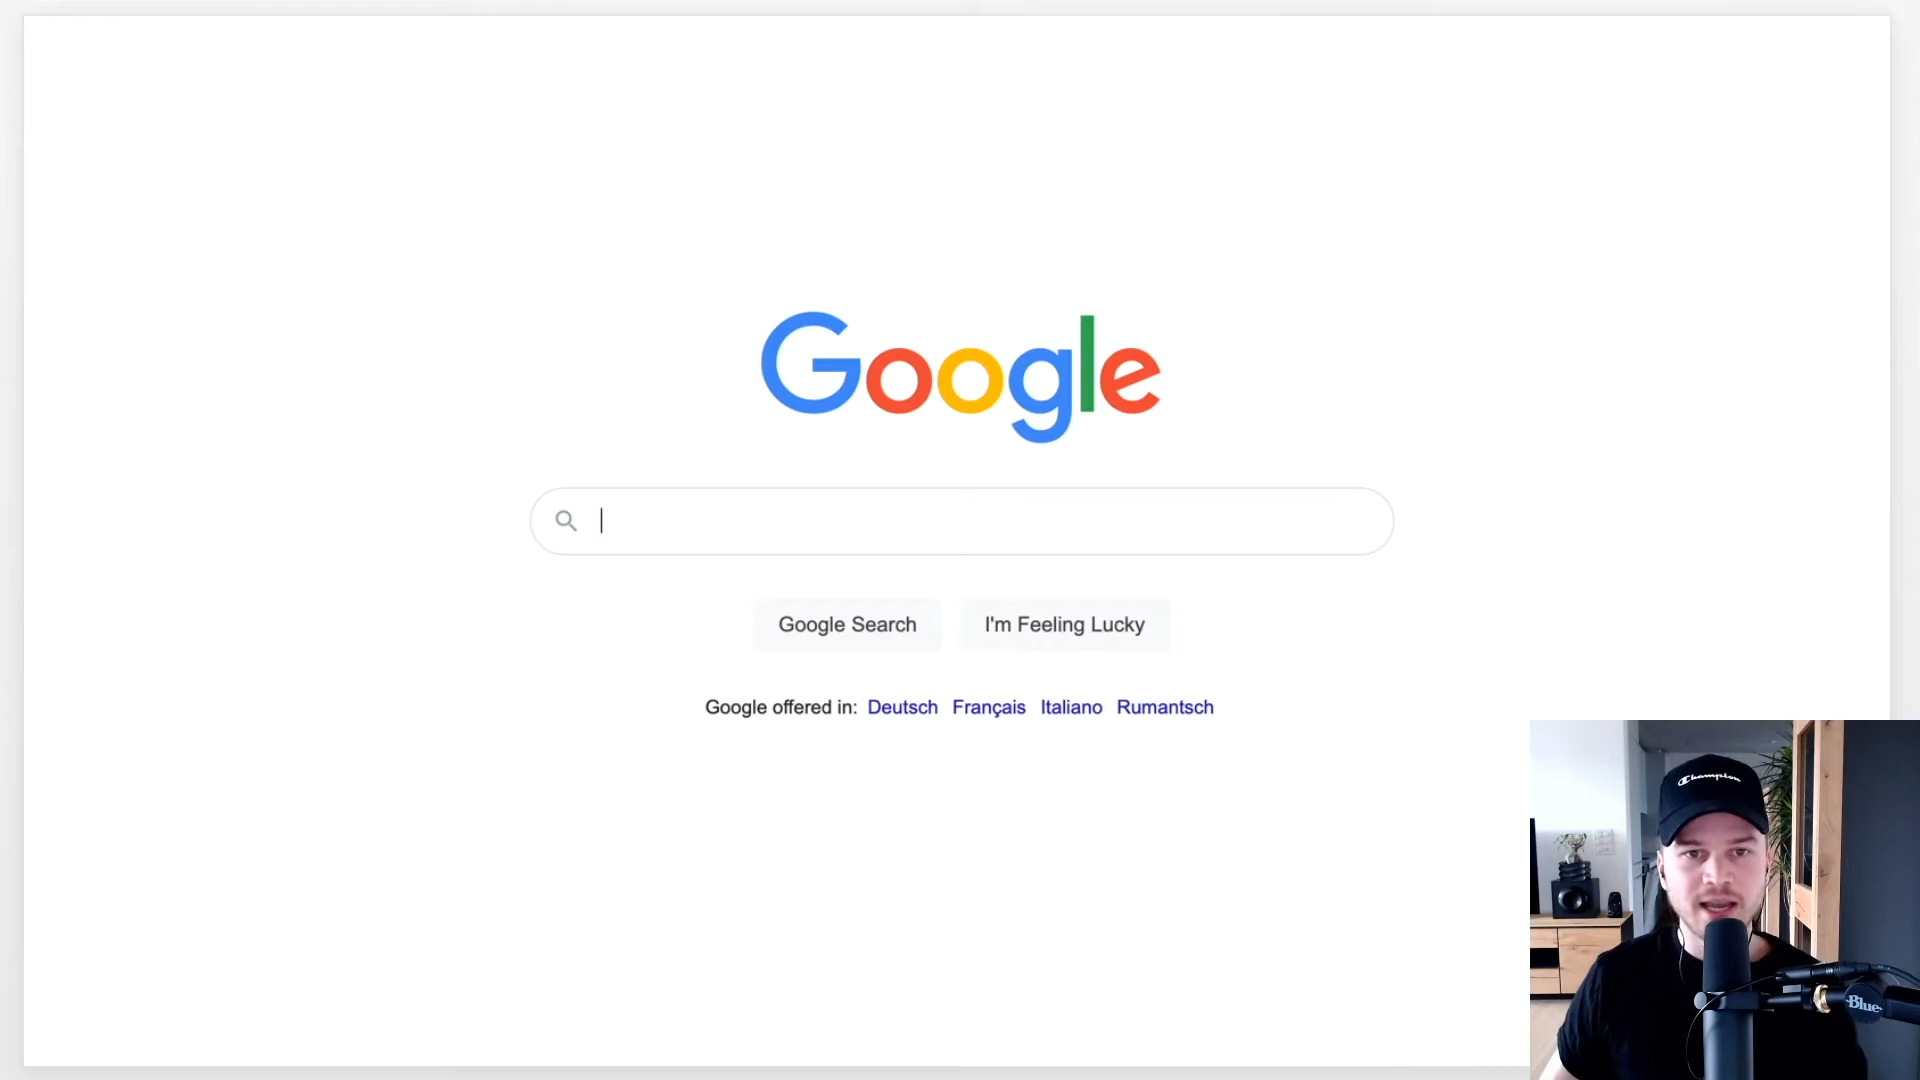 Google
Google Search
I'm Feeling Lucky
Google offered in: Deutsch Français Italiano Rumantsch
Champion
Blue